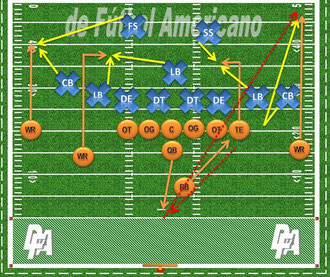 de Fútbol Americano
FS
SS
LB
CB
LB
DE
DT
DT
DE
LB
CB
WR
OT
OG
C
OG
OT
TE
WR
QB
WR
RB